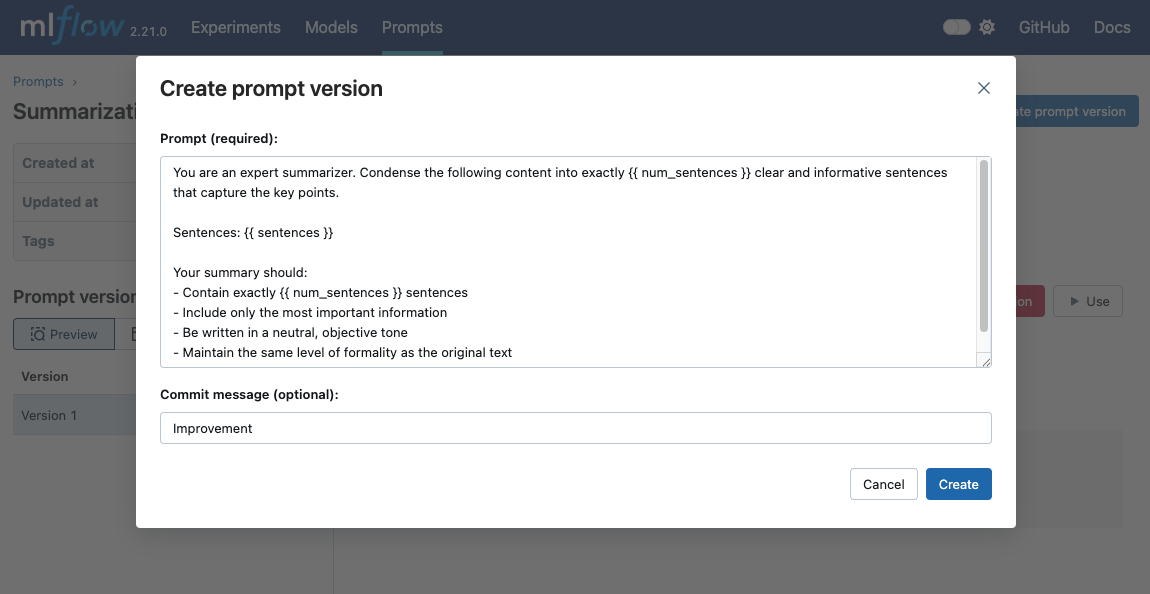 mlflow 2.21.0 Experiments Models Prompts GitHub Docs
Prompts ›
Summarizati
te prompt version
Created at
Updated at
Tags
Prompt version
on
Use
Preview
Version
Version 1
Create prompt version
Prompt (required):
You are an expert summarizer. Condense the following content into exactly {{ num_sentences }} clear and informative sentences
that capture the key points.
Sentences: {{ sentences }}
Your summary should:
- Contain exactly {{ num_sentences }} sentences
- Include only the most important information
- Be written in a neutral, objective tone
- Maintain the same level of formality as the original text
Commit message (optional):
Improvement
Cancel Create